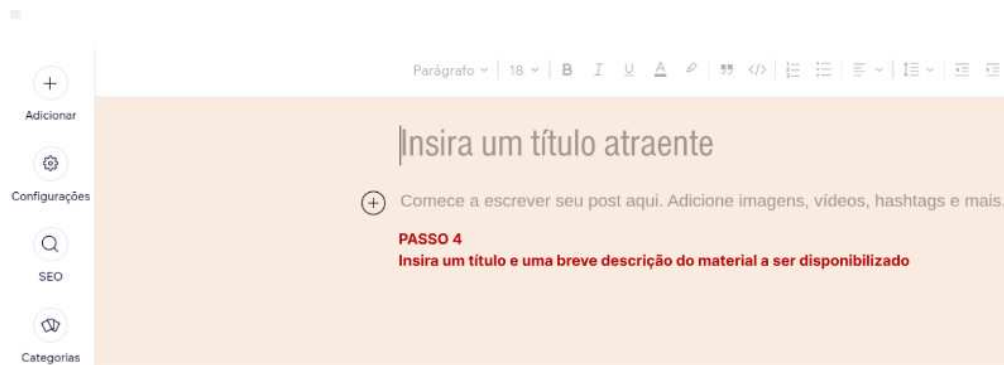 Parágrafo 18 B I U A </>
Adicionar
Configurações
SEO
Categorias
Insira um título atraente
Comece a escrever seu post aqui. Adicione imagens, vídeos, hashtags e mais.
PASSO 4
Insira um título e uma breve descrição do material a ser disponibilizado